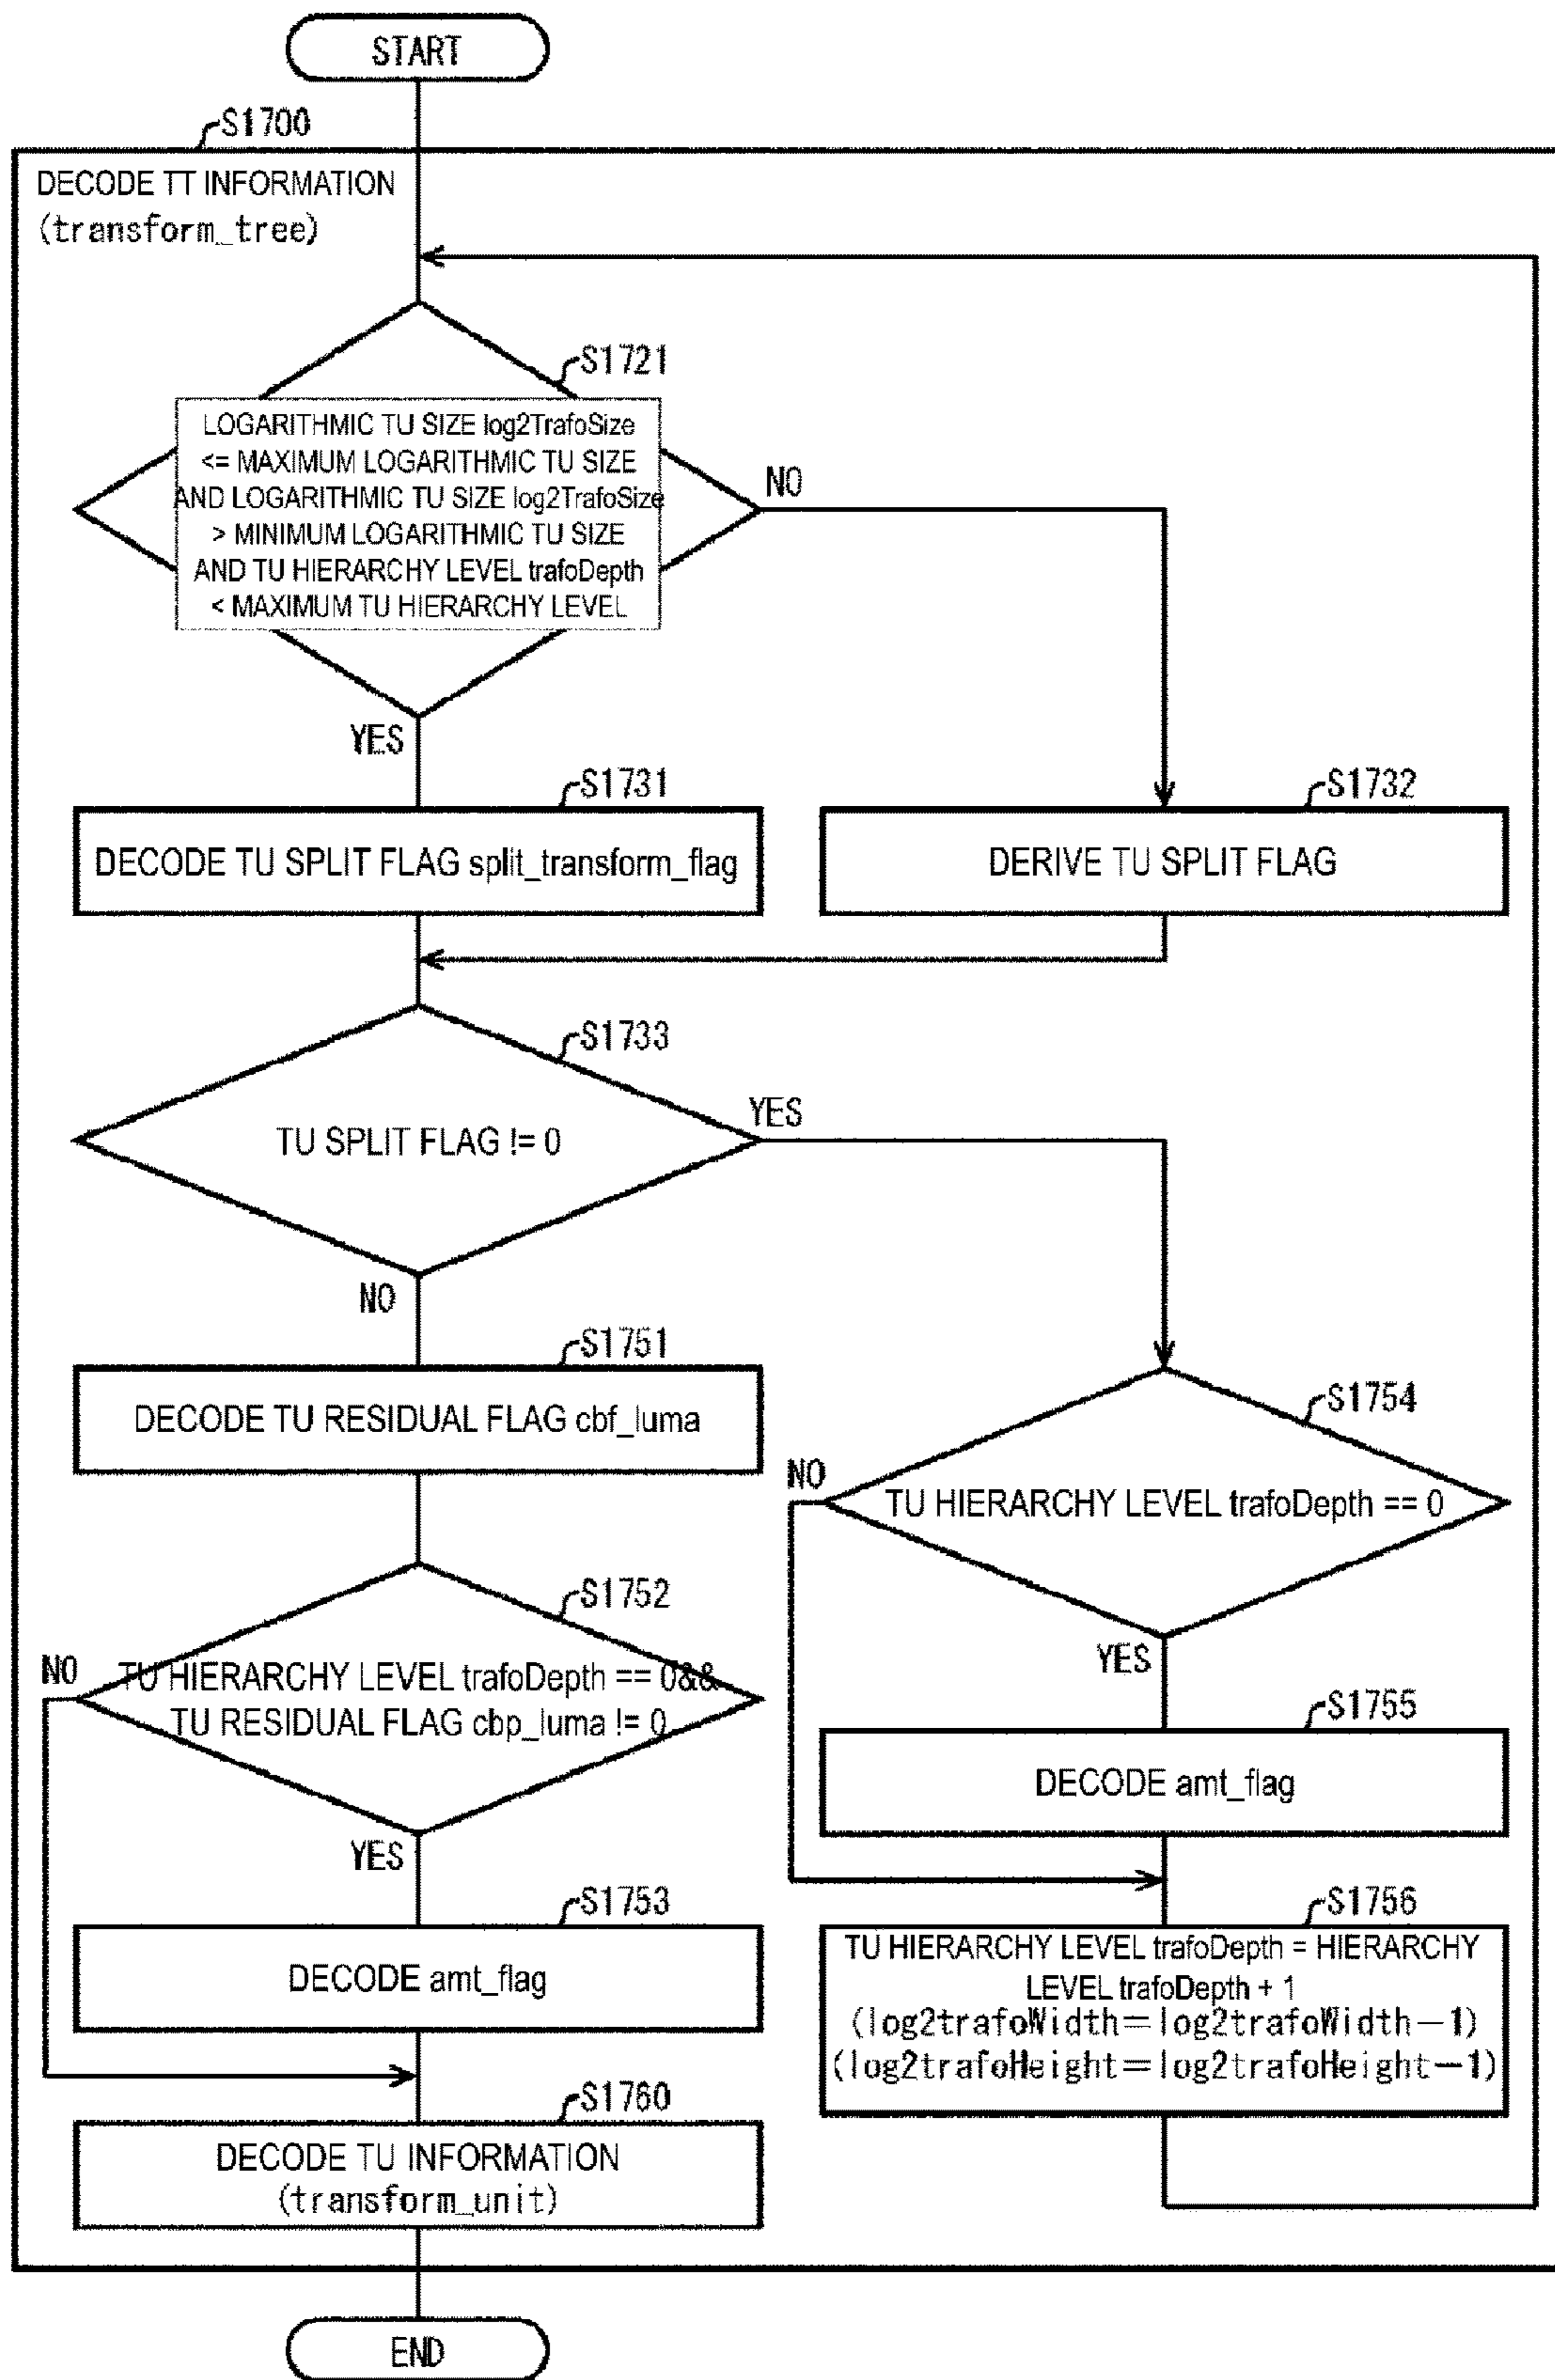 START
S1700
DECODE TT INFORMATION
(transform_tree)
S1721
LOGARITHMIC TU SIZE log2TrafoSize
<= MAXIMUM LOGARITHMIC TU SIZE
AND LOGARITHMIC TU SIZE log2TrafoSize
> MINIMUM LOGARITHMIC TU SIZE
AND TU HIERARCHY LEVEL trafoDepth
< MAXIMUM TU HIERARCHY LEVEL
NO
YES
S1731
DECODE TU SPLIT FLAG split_transform_flag
S1732
DERIVE TU SPLIT FLAG
S1733
TU SPLIT FLAG != 0
YES
NO
S1751
DECODE TU RESIDUAL FLAG cbf_luma
S1754
NO
TU HIERARCHY LEVEL trafoDepth == 0
YES
S1752
NO
TU HIERARCHY LEVEL trafoDepth == 0&&
TU RESIDUAL FLAG cbp_luma != 0
YES
S1755
DECODE amt_flag
S1753
DECODE amt_flag
S1756
TU HIERARCHY LEVEL trafoDepth = HIERARCHY
LEVEL trafoDepth + 1
(log2trafoWidth=log2trafoWidth-1)
(log2trafoHeight=log2trafoHeight-1)
S1760
DECODE TU INFORMATION
(transform_unit)
END